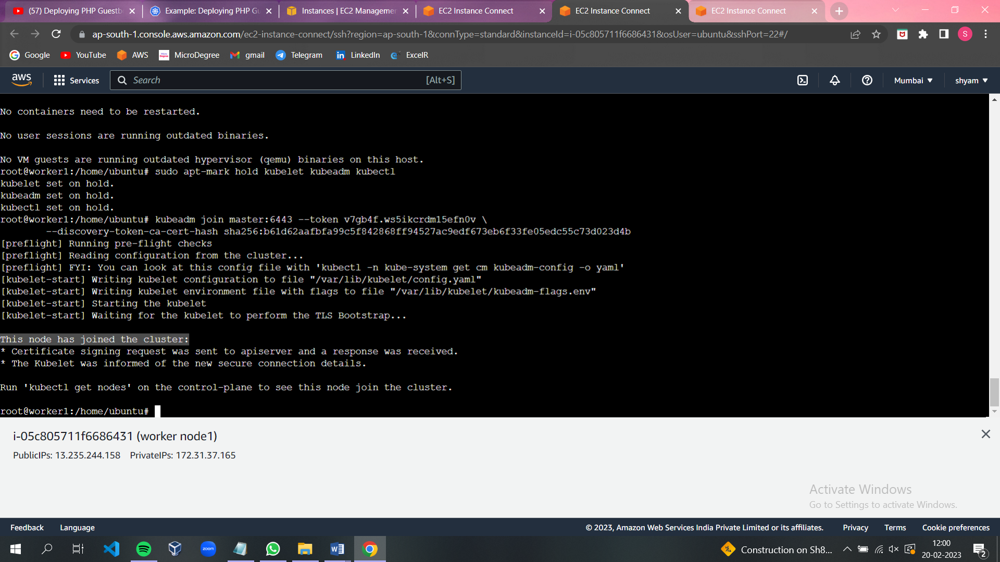 (57) Deploying PHP Guestb
Example: Deploying PHP Gu
Instances | EC2 Managemer
EC2 Instance Connect
EC2 Instance Connect
EC2 Instance Connect
ap-south-1.console.aws.amazon.com/ec2-instance-connect/ssh?region=ap-south-1&connType=standard&instanceId=i-05c805711f6686431&osUser=ubuntu&sshPort=22#/
S
Google YouTube AWS MicroDegree gmail Telegram LinkedIn ExcelR
aws Services Search [Alt+S] Mumbai shyam
No containers need to be restarted.
No user sessions are running outdated binaries.
No VM guests are running outdated hypervisor (qemu) binaries on this host.
root@worker1:/home/ubuntu# sudo apt-mark hold kubelet kubeadm kubectl
kubelet set on hold.
kubeadm set on hold.
kubectl set on hold.
root@worker1:/home/ubuntu# kubeadm join master:6443 --token v7gb4f.ws5ikcrdm15efn0v \
--discovery-token-ca-cert-hash sha256:b61d62aafbfa99c5f842868ff94527ac9edf673eb6f33fe05edc55c73d023d4b
[preflight] Running pre-flight checks
[preflight] Reading configuration from the cluster...
[preflight] FYI: You can look at this config file with 'kubectl -n kube-system get cm kubeadm-config -o yaml'
[kubelet-start] Writing kubelet configuration to file "/var/lib/kubelet/config.yaml"
[kubelet-start] Writing kubelet environment file with flags to file "/var/lib/kubelet/kubeadm-flags.env"
[kubelet-start] Starting the kubelet
[kubelet-start] Waiting for the kubelet to perform the TLS Bootstrap...
This node has joined the cluster:
* Certificate signing request was sent to apiserver and a response was received.
* The Kubelet was informed of the new secure connection details.
Run 'kubectl get nodes' on the control-plane to see this node join the cluster.
root@worker1:/home/ubuntu#
i-05c805711f6686431 (worker node1)
PublicIPs: 13.235.244.158 PrivateIPs: 172.31.37.165
Activate Windows
Go to Settings to activate Windows.
Feedback Language © 2023, Amazon Web Services India Private Limited or its affiliates. Privacy Terms Cookie preferences
zoom
Construction on Sh8...
12:00
20-02-2023
2